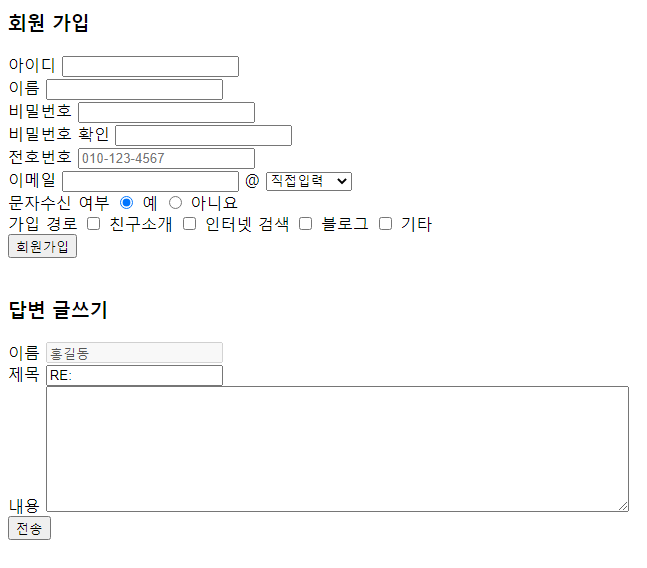 회원 가입
아이디
이름
비밀번호
비밀번호 확인
전호번호 010-123-4567
이메일 @ 직접입력
문자수신 여부 예 아니요
가입 경로 친구소개 인터넷 검색 블로그 기타
회원가입
답변 글쓰기
이름 홍길동
제목 RE:
내용
전송